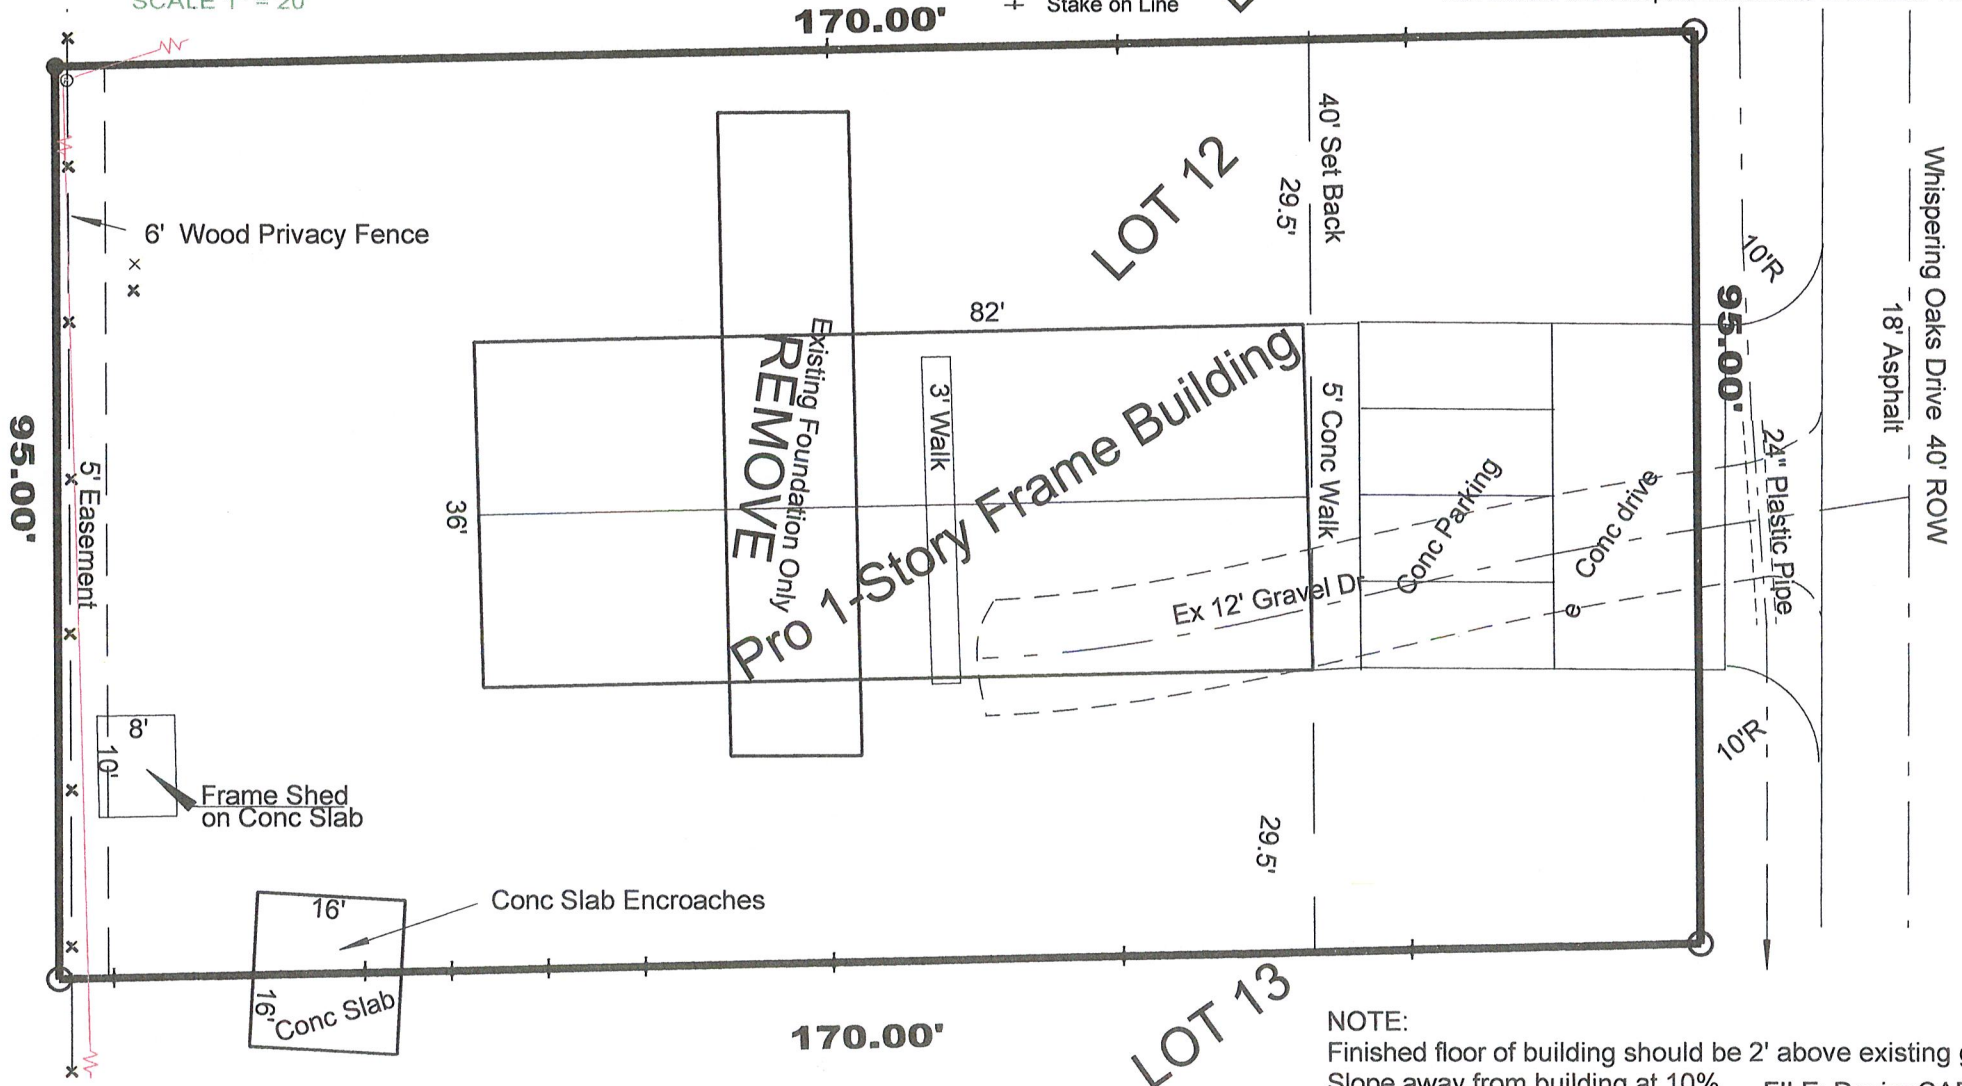 SCALE 1" = 20'
170.00'
Stake on Line
40' Set Back
29.5'
LOT 12
Whispering Oaks Drive 40' ROW
18' Asphalt
10'R
95.00'
6' Wood Privacy Fence
82'
Existing Foundation Only
REMOVE
3' Walk
Pro 1-Story Frame Building
5' Conc Walk
Conc Parking
Conc drive
e
24" Plastic Pipe
95.00'
5' Easement
36'
Ex 12' Gravel Dr
8'
10'
Frame Shed
on Conc Slab
10'R
29.5'
16'
Conc Slab Encroaches
16'
Conc Slab
170.00'
LOT 13
NOTE:
Finished floor of building should be 2' above existing
Slope away from building at 10%